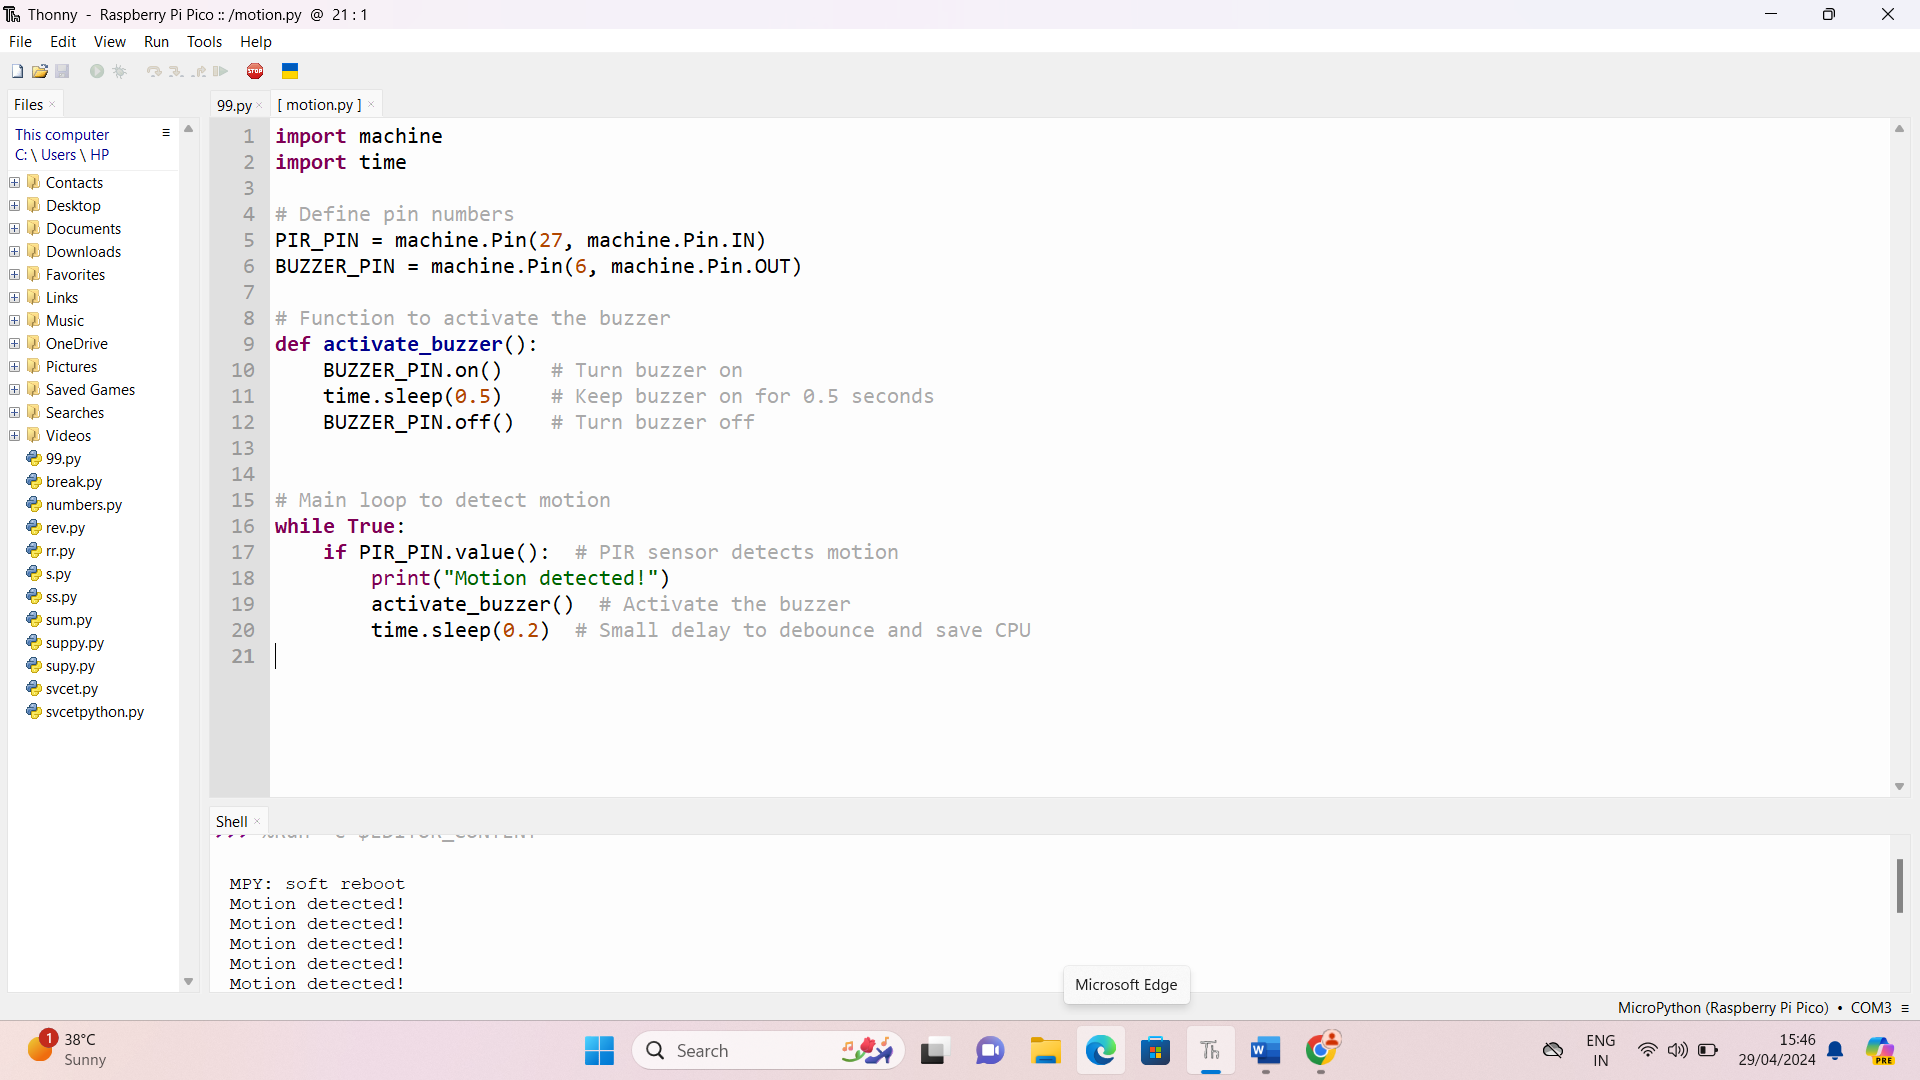 Thonny - Raspberry Pi Pico :: /motion.py @ 21 : 1
File Edit View Run Tools Help
STOP
Files
99.py
[ motion.py ]
This computer
C: \ Users \ HP
Contacts
Desktop
Documents
Downloads
Favorites
Links
Music
OneDrive
Pictures
Saved Games
Searches
Videos
99.py
break.py
numbers.py
rev.py
rr.py
s.py
ss.py
sum.py
suppy.py
supy.py
svcet.py
svcetpython.py
1 import machine
2 import time
3
4 # Define pin numbers
5 PIR_PIN = machine.Pin(27, machine.Pin.IN)
6 BUZZER_PIN = machine.Pin(6, machine.Pin.OUT)
7
8 # Function to activate the buzzer
9 def activate_buzzer():
10     BUZZER_PIN.on()    # Turn buzzer on
11     time.sleep(0.5)    # Keep buzzer on for 0.5 seconds
12     BUZZER_PIN.off()   # Turn buzzer off
13
14
15 # Main loop to detect motion
16 while True:
17     if PIR_PIN.value():  # PIR sensor detects motion
18         print("Motion detected!")
19         activate_buzzer()  # Activate the buzzer
20         time.sleep(0.2)  # Small delay to debounce and save CPU
21
Shell
>>> %Run -c $EDITOR_CONTENT
MPY: soft reboot
Motion detected!
Motion detected!
Motion detected!
Motion detected!
Motion detected!
Microsoft Edge
MicroPython (Raspberry Pi Pico) • COM3
1
38°C
Sunny
Search
Th
W
ENG
IN
15:46
29/04/2024
PRE